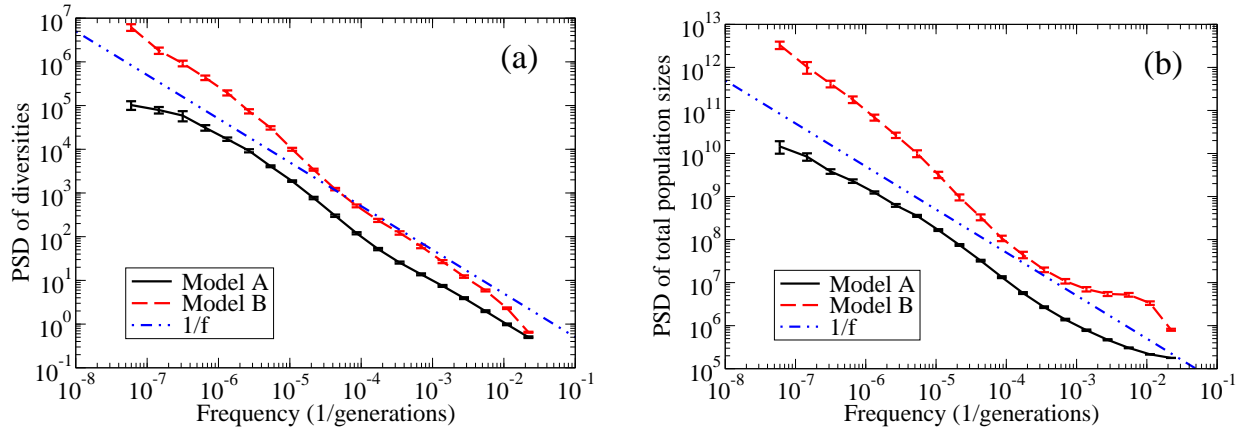 (a)
PSD of diversities
10^7
10^6
10^5
10^4
10^3
10^2
10^1
10^0
10^-1
Model A
Model B
1/f
10^-8 10^-7 10^-6 10^-5 10^-4 10^-3 10^-2 10^-1
Frequency (1/generations)
(b)
PSD of total population sizes
10^13
10^12
10^11
10^10
10^9
10^8
10^7
10^6
10^5
Model A
Model B
1/f
10^-8 10^-7 10^-6 10^-5 10^-4 10^-3 10^-2 10^-1
Frequency (1/generations)